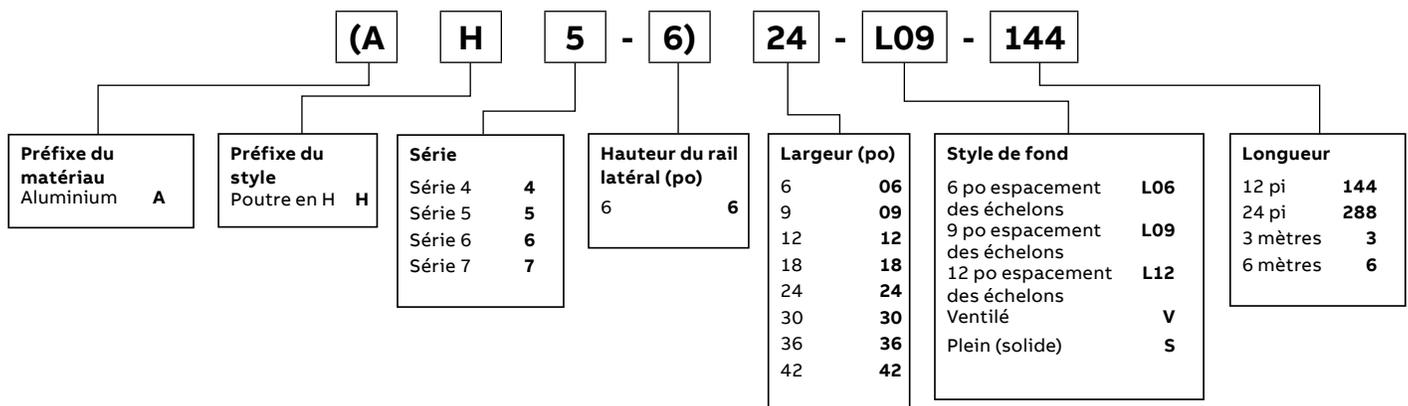 (A H 5 - 6) 24 - L09 - 144
Préfixe du
matériau
Aluminium A
Préfixe du
style
Poutre en H H
Série
Série 4 4
Série 5 5
Série 6 6
Série 7 7
Hauteur du rail
latéral (po)
6 6
Largeur (po)
6 06
9 09
12 12
18 18
24 24
30 30
36 36
42 42
Style de fond
6 po espacement L06
des échelons
9 po espacement L09
des échelons
12 po espacement L12
des échelons
Ventilé V
Plein (solide) S
Longueur
12 pi 144
24 pi 288
3 mètres 3
6 mètres 6